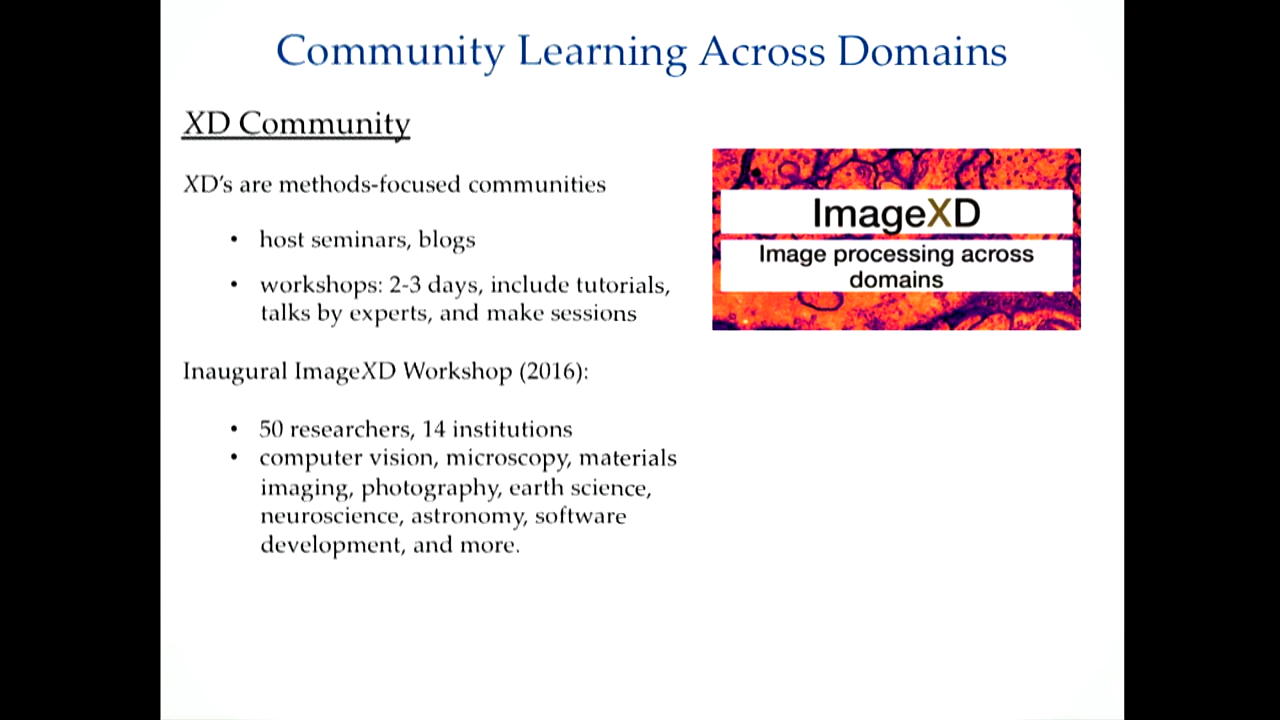 Community Learning Across Domains
XD Community
XD's are methods-focused communities
• host seminars, blogs
• workshops: 2-3 days, include tutorials,
talks by experts, and make sessions
Inaugural ImageXD Workshop (2016):
• 50 researchers, 14 institutions
• computer vision, microscopy, materials
imaging, photography, earth science,
neuroscience, astronomy, software
development, and more.
ImageXD
Image processing across
domains